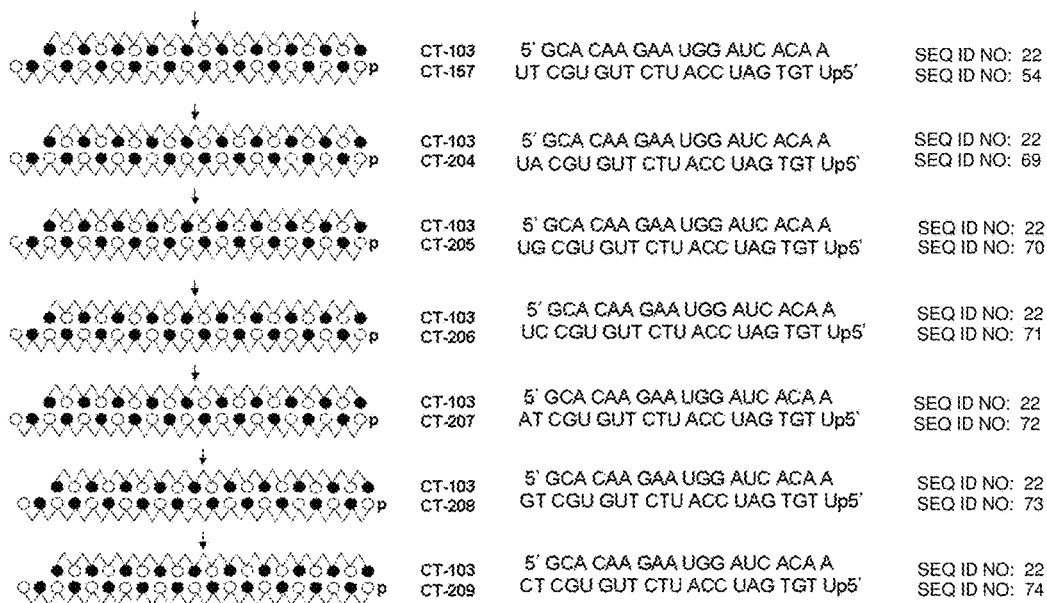 CT-103 5' GCA CAA GAA UGG AUC ACA A SEQ ID NO: 22
p CT-157 UT CGU GUT CTU ACC UAG TGT Up5' SEQ ID NO: 54
CT-103 5' GCA CAA GAA UGG AUC ACA A SEQ ID NO: 22
p CT-204 UA CGU GUT CTU ACC UAG TGT Up5' SEQ ID NO: 69
CT-103 5' GCA CAA GAA UGG AUC ACA A SEQ ID NO: 22
p CT-205 UG CGU GUT CTU ACC UAG TGT Up5' SEQ ID NO: 70
CT-103 5' GCA CAA GAA UGG AUC ACA A SEQ ID NO: 22
p CT-206 UC CGU GUT CTU ACC UAG TGT Up5' SEQ ID NO: 71
CT-103 5' GCA CAA GAA UGG AUC ACA A SEQ ID NO: 22
p CT-207 AT CGU GUT CTU ACC UAG TGT Up5' SEQ ID NO: 72
CT-103 5' GCA CAA GAA UGG AUC ACA A SEQ ID NO: 22
p CT-208 GT CGU GUT CTU ACC UAG TGT Up5' SEQ ID NO: 73
CT-103 5' GCA CAA GAA UGG AUC ACA A SEQ ID NO: 22
p CT-209 CT CGU GUT CTU ACC UAG TGT Up5' SEQ ID NO: 74